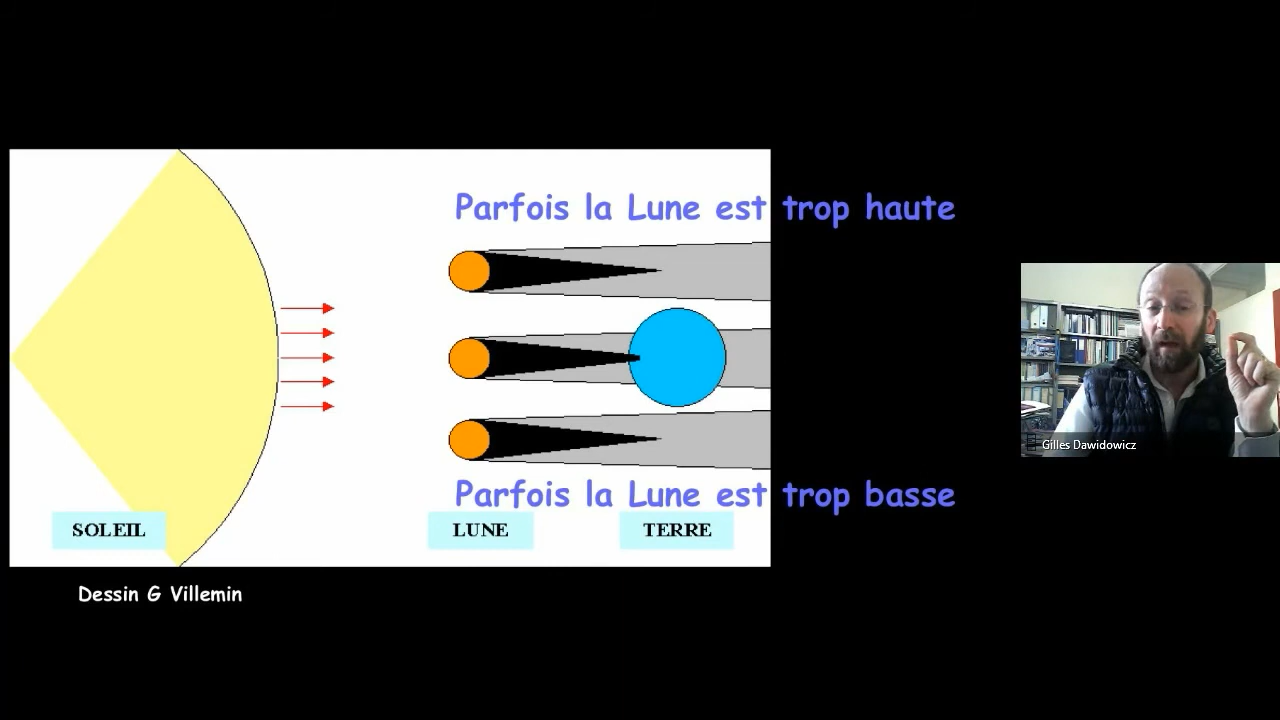 Parfois la Lune est trop haute
Gilles Dawidowicz
Parfois la Lune est trop basse
SOLEIL
LUNE
TERRE
Dessin G Villemin